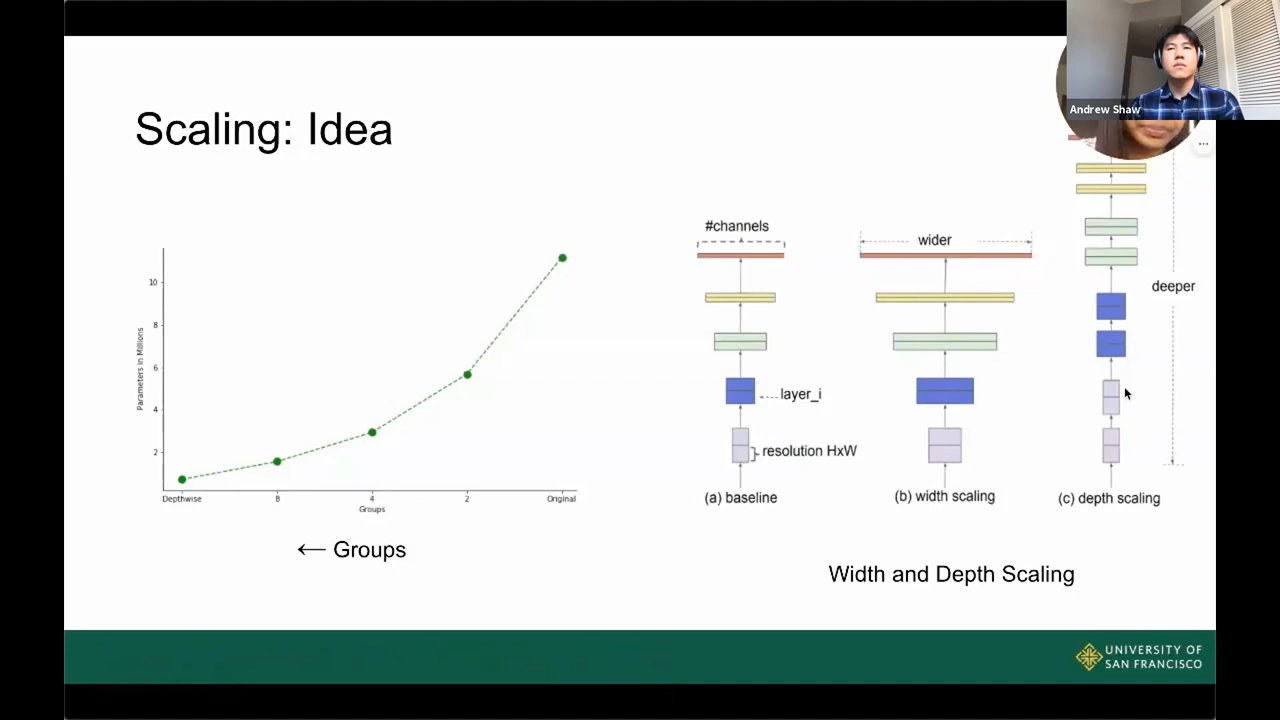 Andrew Shaw
Scaling: Idea
Parameters in Millions
10
8
6
4
2
Depthwise 8 4 2 Original
Groups
← Groups
#channels
layer_i
resolution HxW
(a) baseline
wider
(b) width scaling
deeper
(c) depth scaling
Width and Depth Scaling
UNIVERSITY OF
SAN FRANCISCO